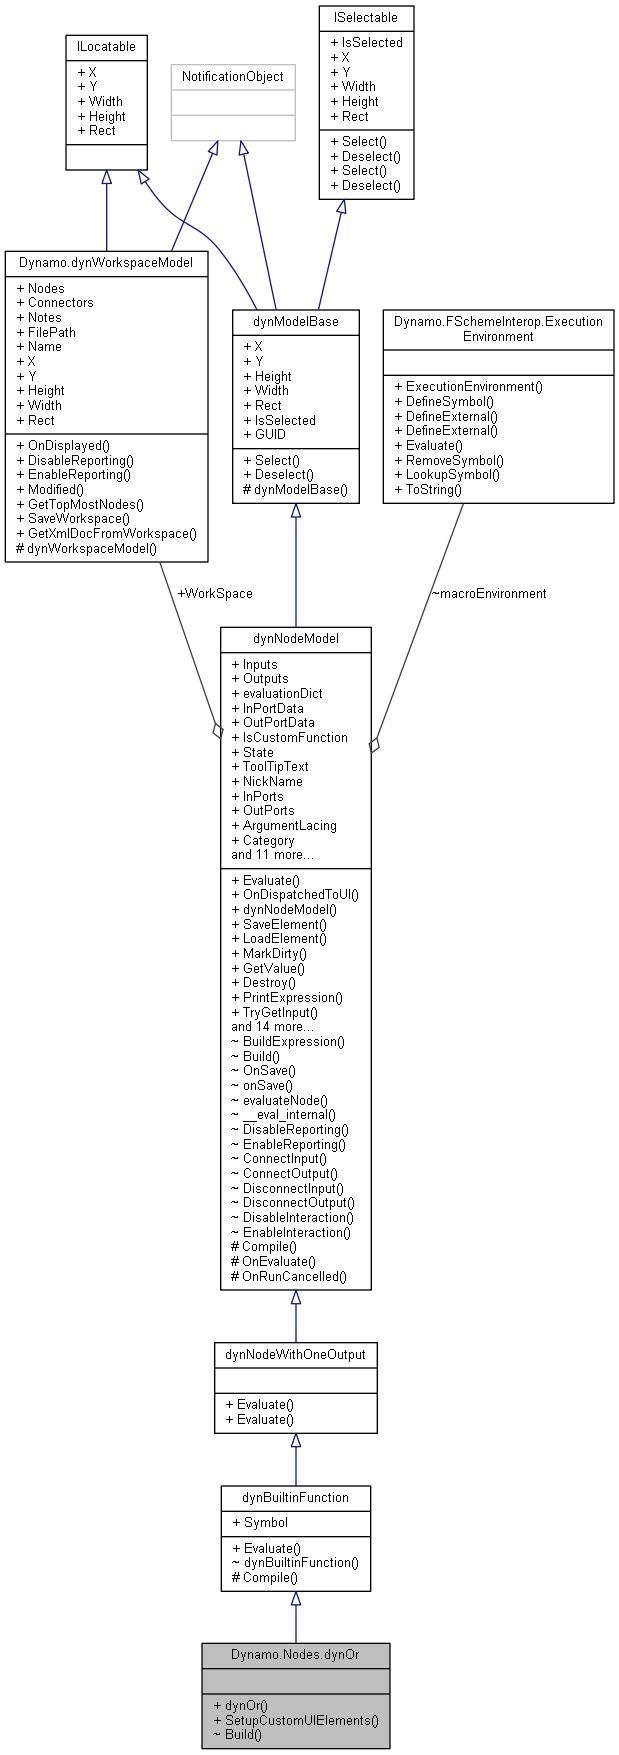 ILocatable
+ X
+ Y
+ Width
+ Height
+ Rect
NotificationObject
ISelectable
+ IsSelected
+ X
+ Y
+ Width
+ Height
+ Rect
+ Select()
+ Deselect()
+ Select()
+ Deselect()
Dynamo.dynWorkspaceModel
+ Nodes
+ Connectors
+ Notes
+ FilePath
+ Name
+ X
+ Y
+ Height
+ Width
+ Rect
+ OnDisplayed()
+ DisableReporting()
+ EnableReporting()
+ Modified()
+ GetTopMostNodes()
+ SaveWorkspace()
+ GetXmlDocFromWorkspace()
# dynWorkspaceModel()
dynModelBase
+ X
+ Y
+ Height
+ Width
+ Rect
+ IsSelected
+ GUID
+ Select()
+ Deselect()
# dynModelBase()
Dynamo.FSchemeInterop.Execution
Environment
+ ExecutionEnvironment()
+ DefineSymbol()
+ DefineExternal()
+ DefineExternal()
+ Evaluate()
+ RemoveSymbol()
+ LookupSymbol()
+ ToString()
+WorkSpace
~macroEnvironment
dynNodeModel
+ Inputs
+ Outputs
+ evaluationDict
+ InPortData
+ OutPortData
+ IsCustomFunction
+ State
+ ToolTipText
+ NickName
+ InPorts
+ OutPorts
+ ArgumentLacing
+ Category
and 11 more...
+ Evaluate()
+ OnDispatchedToUI()
+ dynNodeModel()
+ SaveElement()
+ LoadElement()
+ MarkDirty()
+ GetValue()
+ Destroy()
+ PrintExpression()
+ TryGetInput()
and 14 more...
~ BuildExpression()
~ Build()
~ OnSave()
~ onSave()
~ evaluateNode()
~ __eval_internal()
~ DisableReporting()
~ EnableReporting()
~ ConnectInput()
~ ConnectOutput()
~ DisconnectInput()
~ DisconnectOutput()
~ DisableInteraction()
~ EnableInteraction()
# Compile()
# OnEvaluate()
# OnRunCancelled()
dynNodeWithOneOutput
+ Evaluate()
+ Evaluate()
dynBuiltinFunction
+ Symbol
+ Evaluate()
~ dynBuiltinFunction()
# Compile()
Dynamo.Nodes.dynOr
+ dynOr()
+ SetupCustomUIElements()
~ Build()